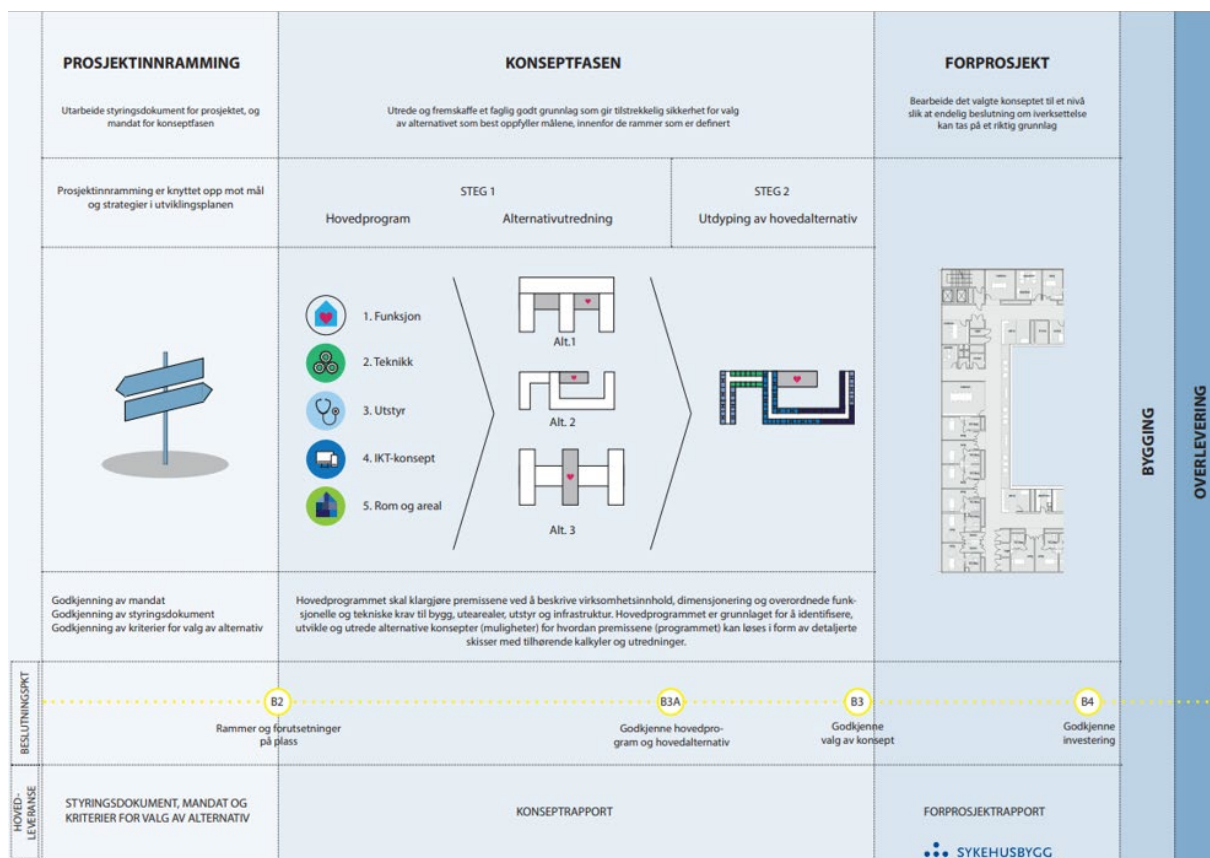 PROSJEKTINNRAMMING
Utarbeide styringsdokument for prosjektet, og
mandat for konseptfasen
KONSEPTFASEN
Utrede og fremskaffe et faglig godt grunnlag som gir tilstrekkelig sikkerhet for valg
av alternativet som best oppfyller målene, innenfor de rammer som er definert
FORPROSJEKT
Bearbeide det valgte konseptet til et nivå
slik at endelig beslutning om iverksettelse
kan tas på et riktig grunnlag
Prosjektinnramming er knyttet opp mot mål
og strategier i utviklingsplanen
STEG 1
Hovedprogram
Alternativutredning
STEG 2
Utdyping av hovedalternativ
1. Funksjon
2. Teknikk
3. Utstyr
4. IKT-konsept
5. Rom og areal
Alt.1
Alt. 2
Alt. 3
BYGGING
OVERLEVERING
Godkjenning av mandat
Godkjenning av styringsdokument
Godkjenning av kriterier for valg av alternativ
Hovedprogrammet skal klargjøre premissene ved å beskrive virksomhetsinnhold, dimensjonering og overordnede funk-
sjonelle og tekniske krav til bygg, utearealer, utstyr og infrastruktur. Hovedprogrammet er grunnlaget for å identifisere,
utvikle og utrede alternative konsepter (muligheter) for hvordan premissene (programmet) kan løses i form av detaljerte
skisser med tilhørende kalkyler og utredninger.
BESLUTNINGSPKT
B2
Rammer og forutsetninger
på plass
B3A
Godkjenne hovedpro-
gram og hovedalternativ
B3
Godkjenne
valg av konsept
B4
Godkjenne
investering
HOVED-
LEVERANSE
STYRINGSDOKUMENT, MANDAT OG
KRITERIER FOR VALG AV ALTERNATIV
KONSEPTRAPPORT
FORPROSJEKTRAPPORT
SYKEHUSBYGG